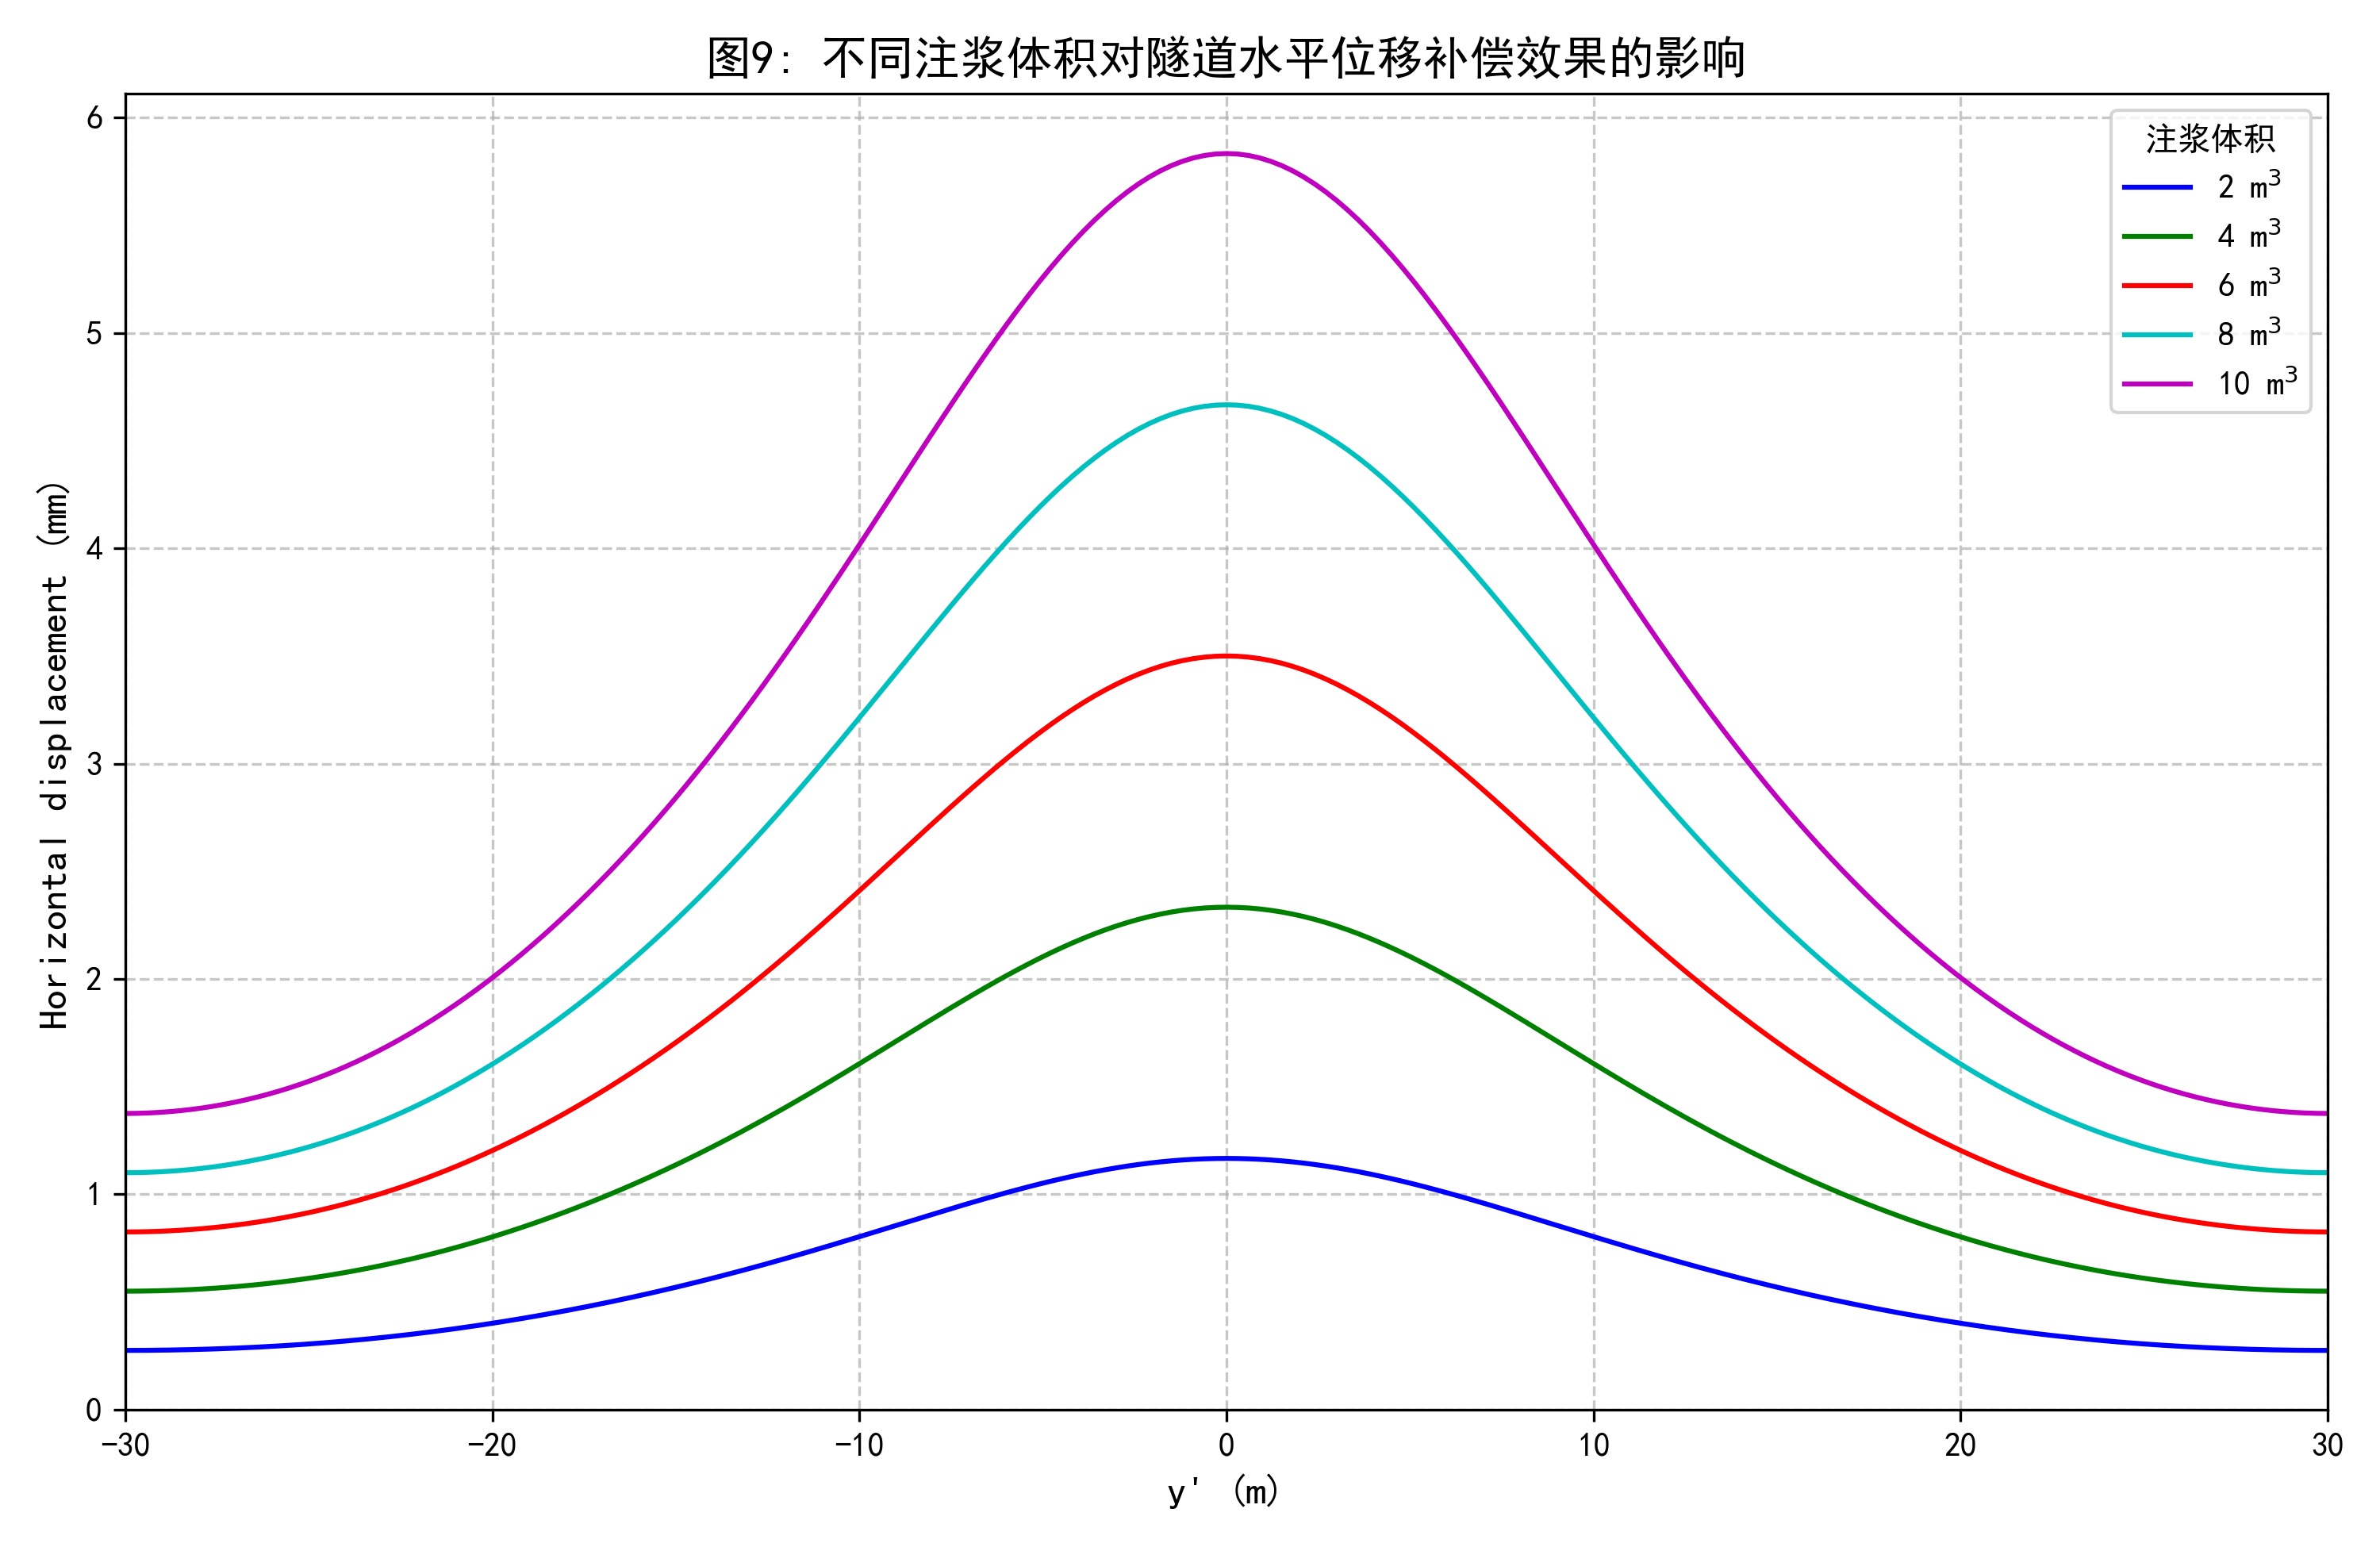 图9: 不同注浆体积对隧道水平位移补偿效果的影响
6
5
4
3
2
1
0
Horizontal displacement (mm)
注浆体积
2 m³
4 m³
6 m³
8 m³
10 m³
−30 −20 −10 0 10 20 30
y' (m)